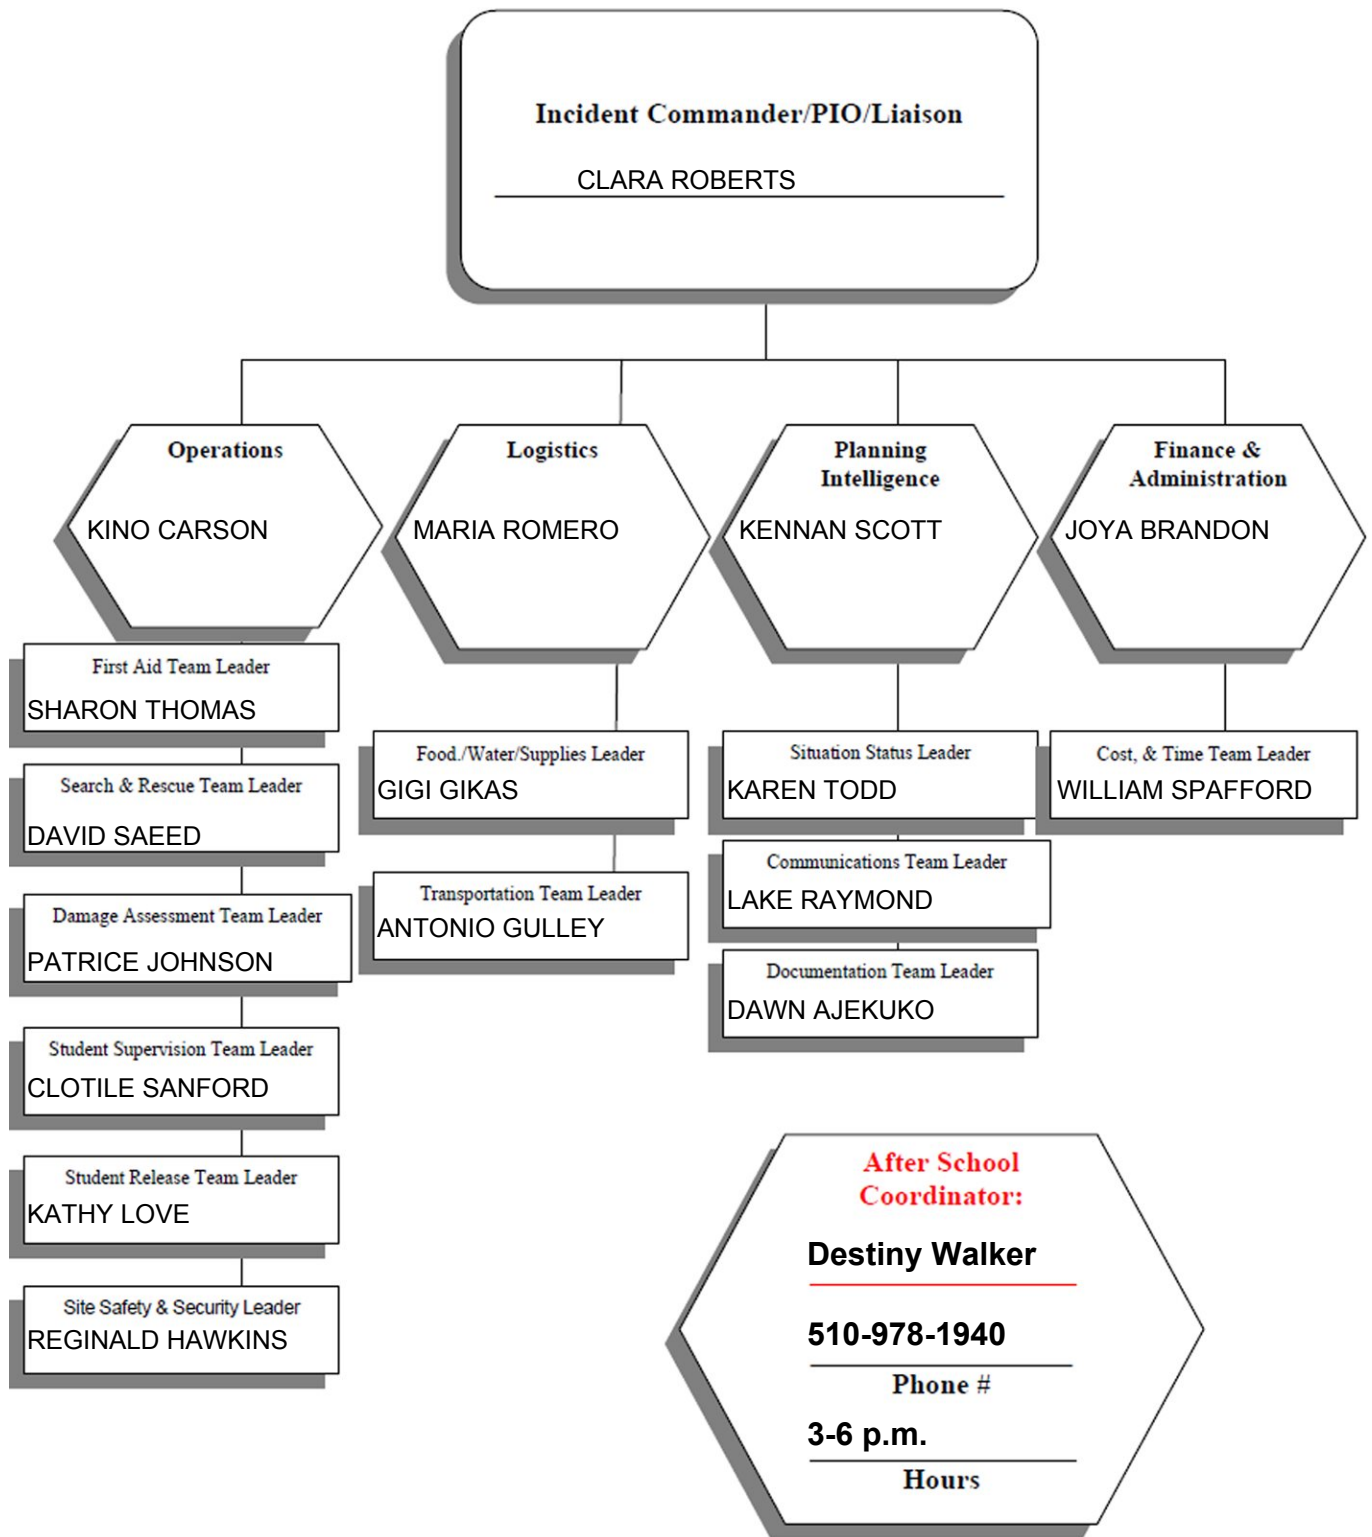 Incident Commander/PIO/Liaison
CLARA ROBERTS
Operations
KINO CARSON
First Aid Team Leader
SHARON THOMAS
Search & Rescue Team Leader
DAVID SAEED
Damage Assessment Team Leader
PATRICE JOHNSON
Student Supervision Team Leader
CLOTILE SANFORD
Student Release Team Leader
KATHY LOVE
Site Safety & Security Leader
REGINALD HAWKINS
Logistics
MARIA ROMERO
Food./Water/Supplies Leader
GIGI GIKAS
Transportation Team Leader
ANTONIO GULLEY
Planning
Intelligence
KENNAN SCOTT
Situation Status Leader
KAREN TODD
Communications Team Leader
LAKE RAYMOND
Documentation Team Leader
DAWN AJEKUKO
Finance &
Administration
JOYA BRANDON
Cost, & Time Team Leader
WILLIAM SPAFFORD
After School
Coordinator:
Destiny Walker
510-978-1940
Phone #
3-6 p.m.
Hours